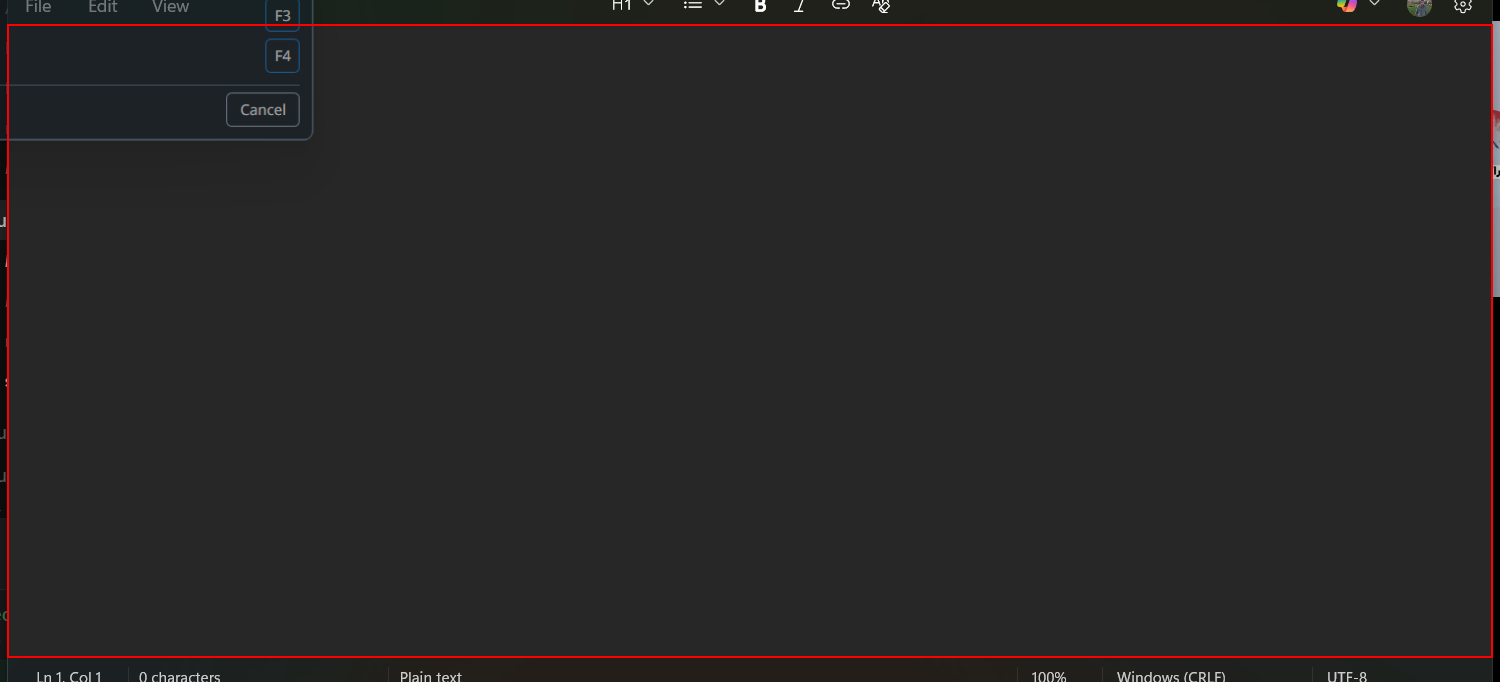 File Edit View H1 B I
F3
F4
Cancel
Ln 1, Col 1 0 characters Plain text 100% Windows (CRLF) UTF-8